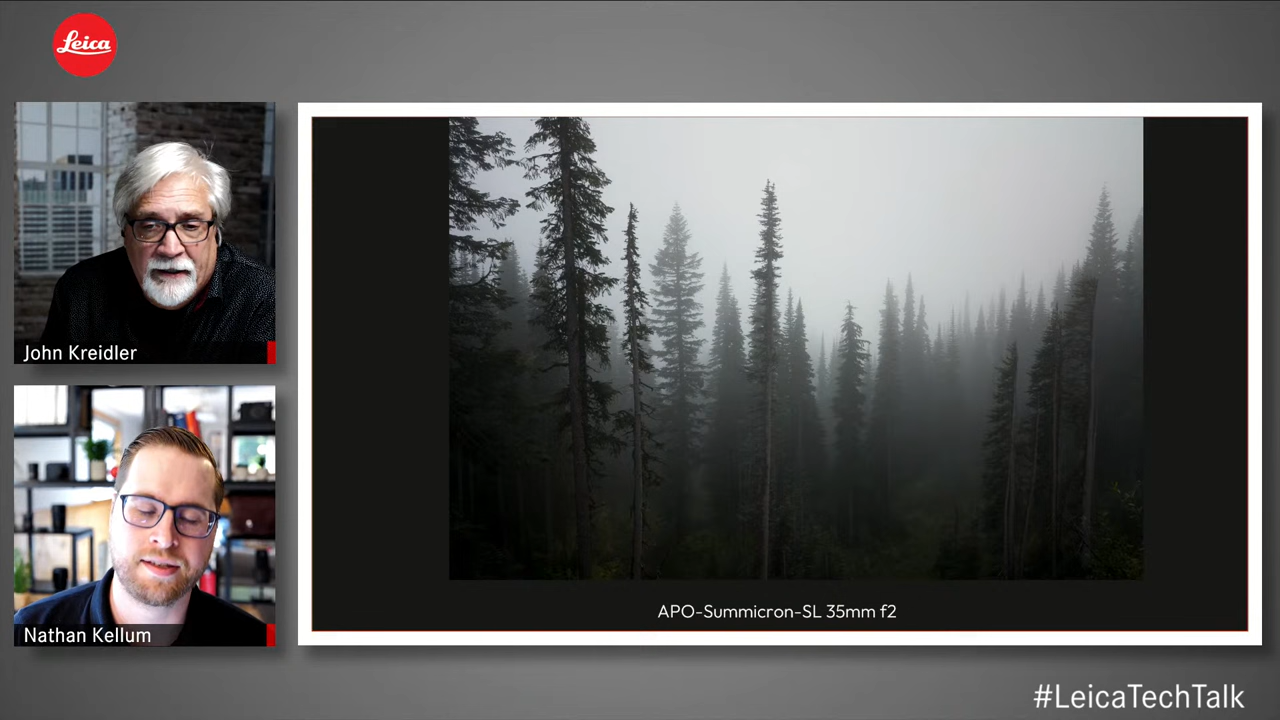 Leica
John Kreidler
Nathan Kellum
APO-Summicron-SL 35mm f2
#LeicaTechTalk